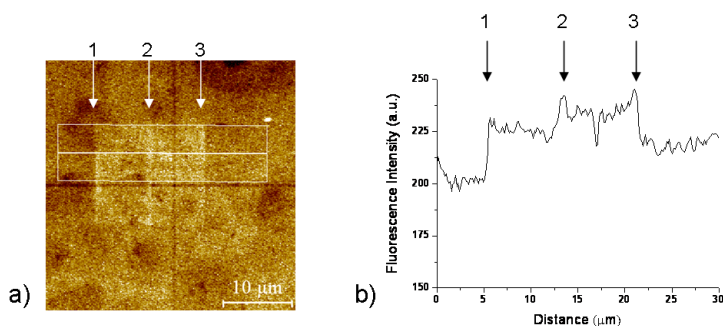 1 2 3
10 μm
a)
1 2 3
250
225
200
175
150
Fluorescence Intensity (a.u.)
0 5 10 15 20 25 30
Distance (μm)
b)